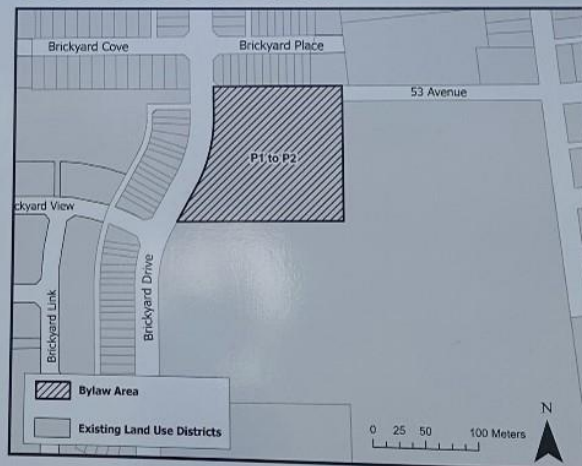 Brickyard Cove
Brickyard Place
53 Avenue
P1 to P2
ckyard View
Brickyard Drive
Brickyard Link
Bylaw Area
Existing Land Use Districts
0 25 50 100 Meters
N